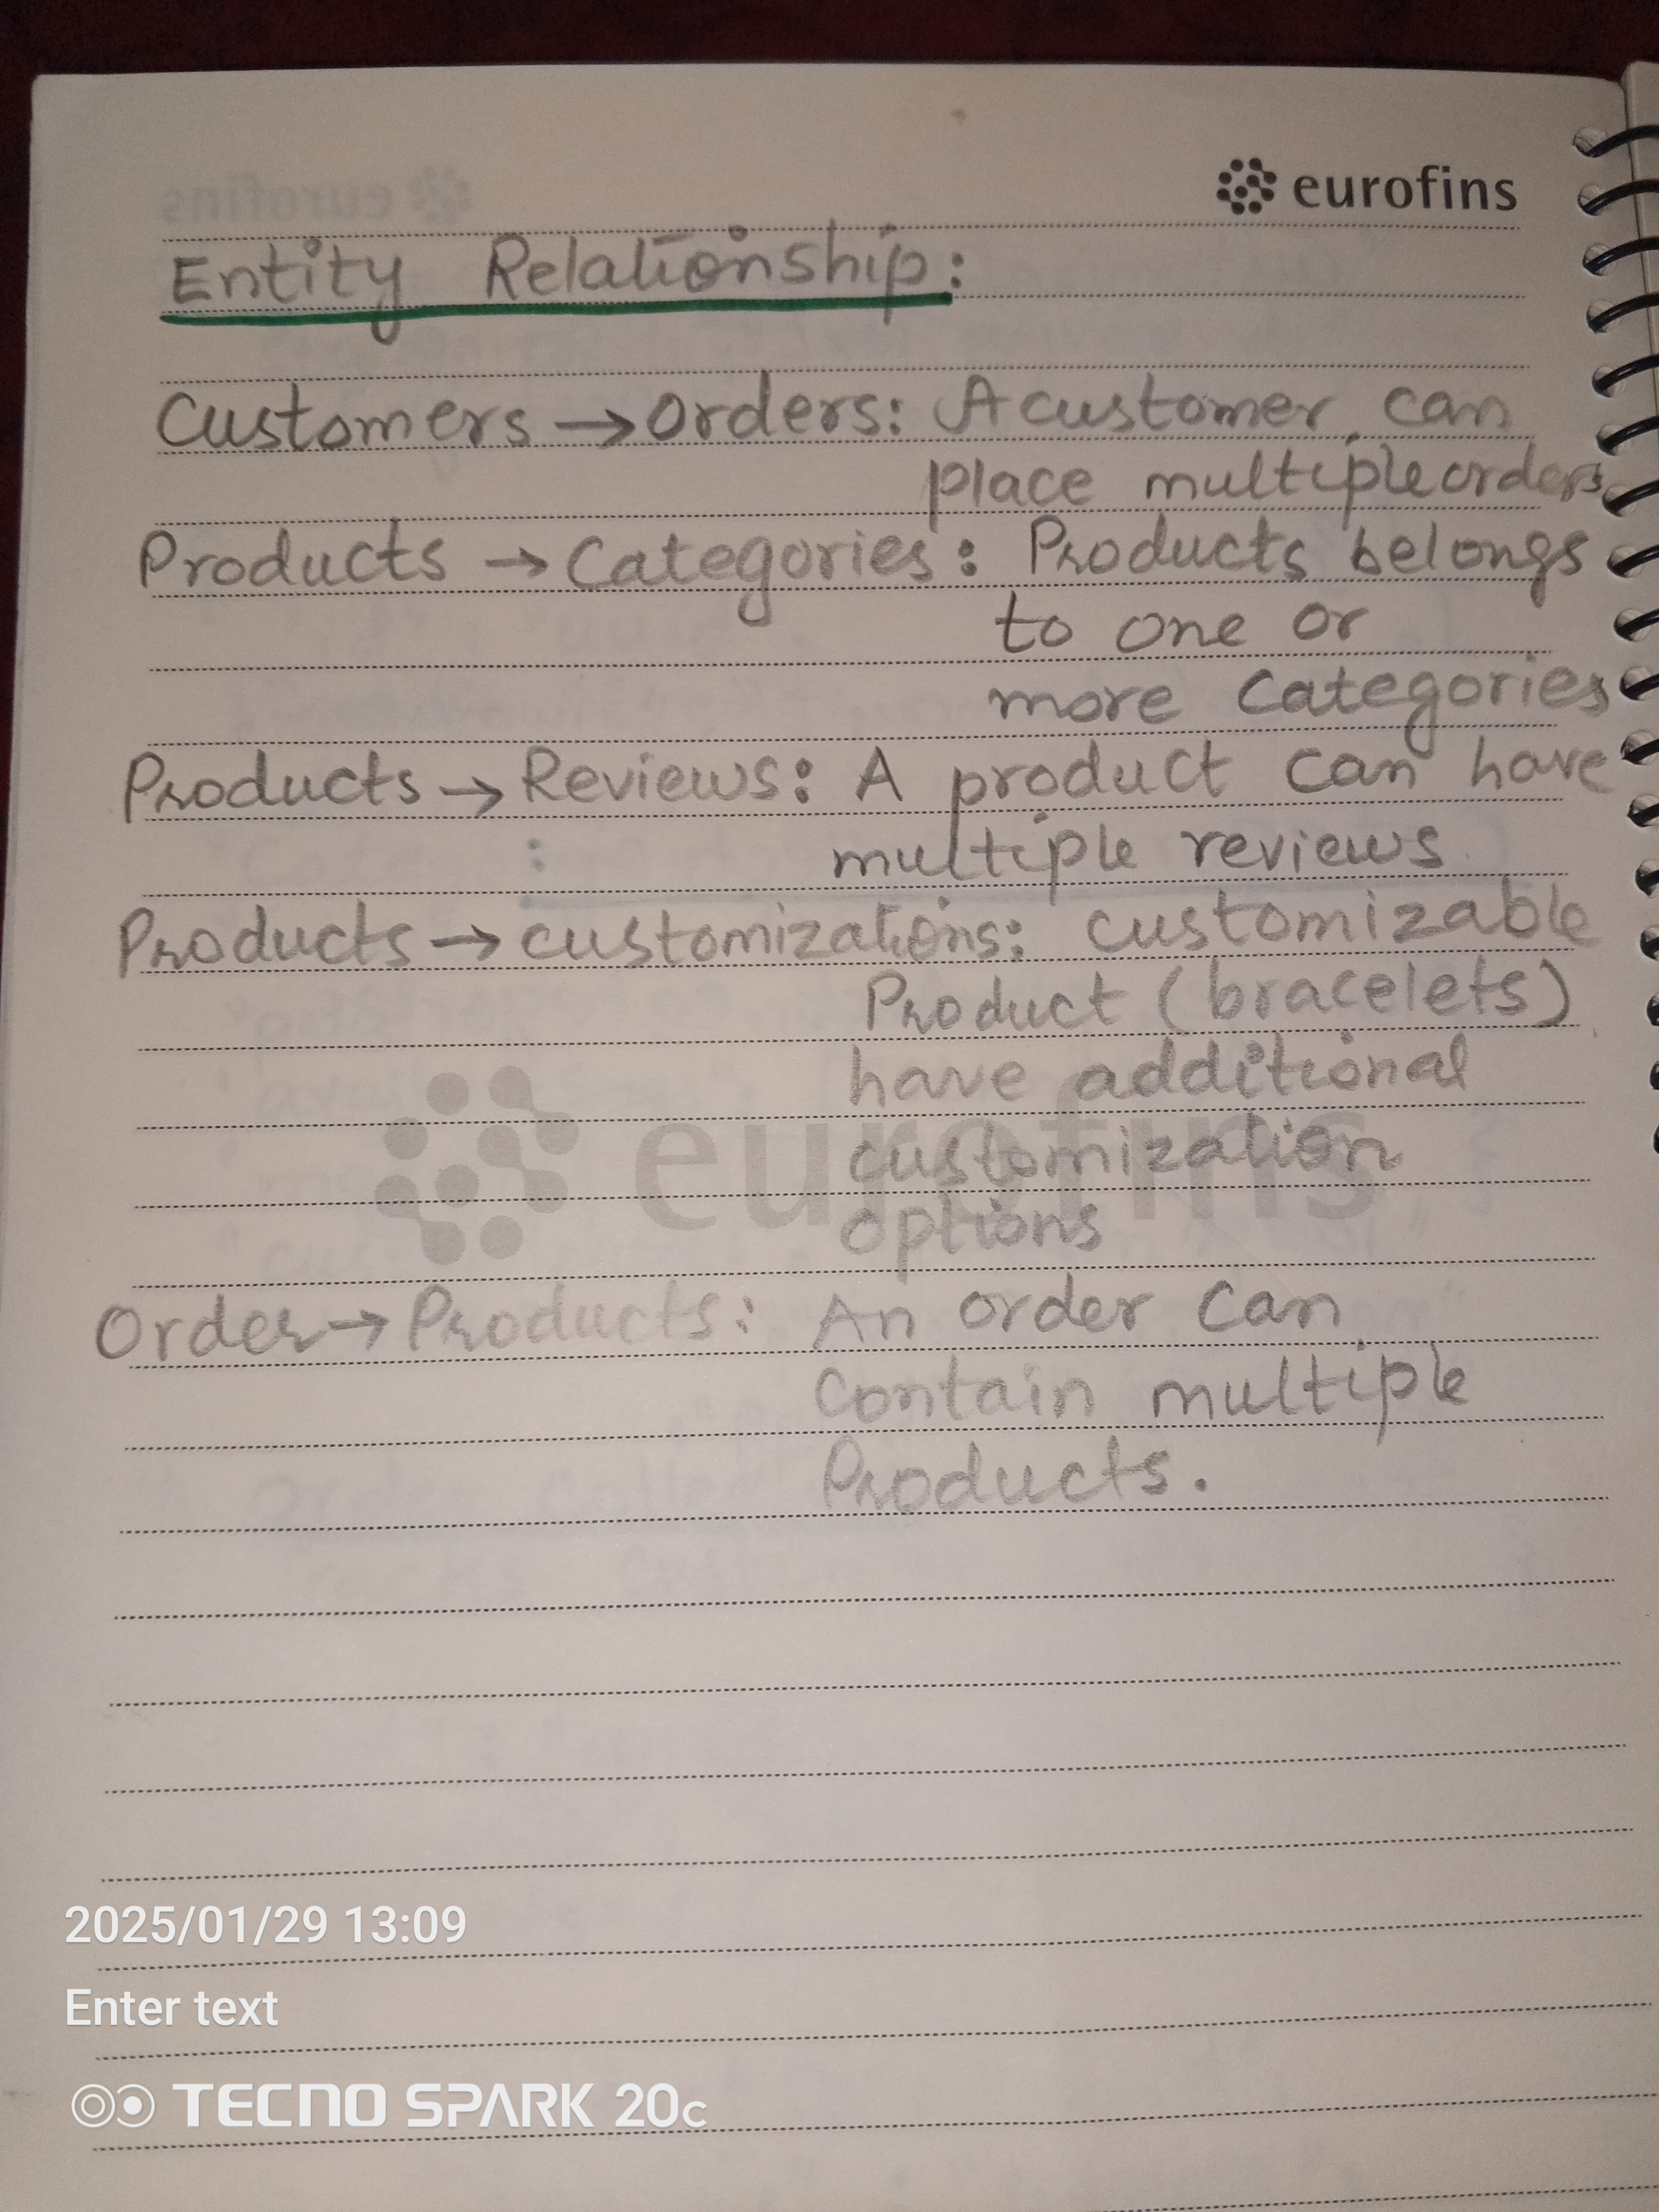 eurofins
Entity Relationship:
Customers → Orders: A customer can
place multiple orders
Products → Categories: Products belongs
to one or
more Categories
Products → Reviews: A product can have
multiple reviews
Products → customizations: customizable
Product (bracelets)
have additional
customization
options
eurofins
Order → Products: An order can
Contain multiple
Products.
2025/01/29 13:09
Enter text
TECNO SPARK 20C